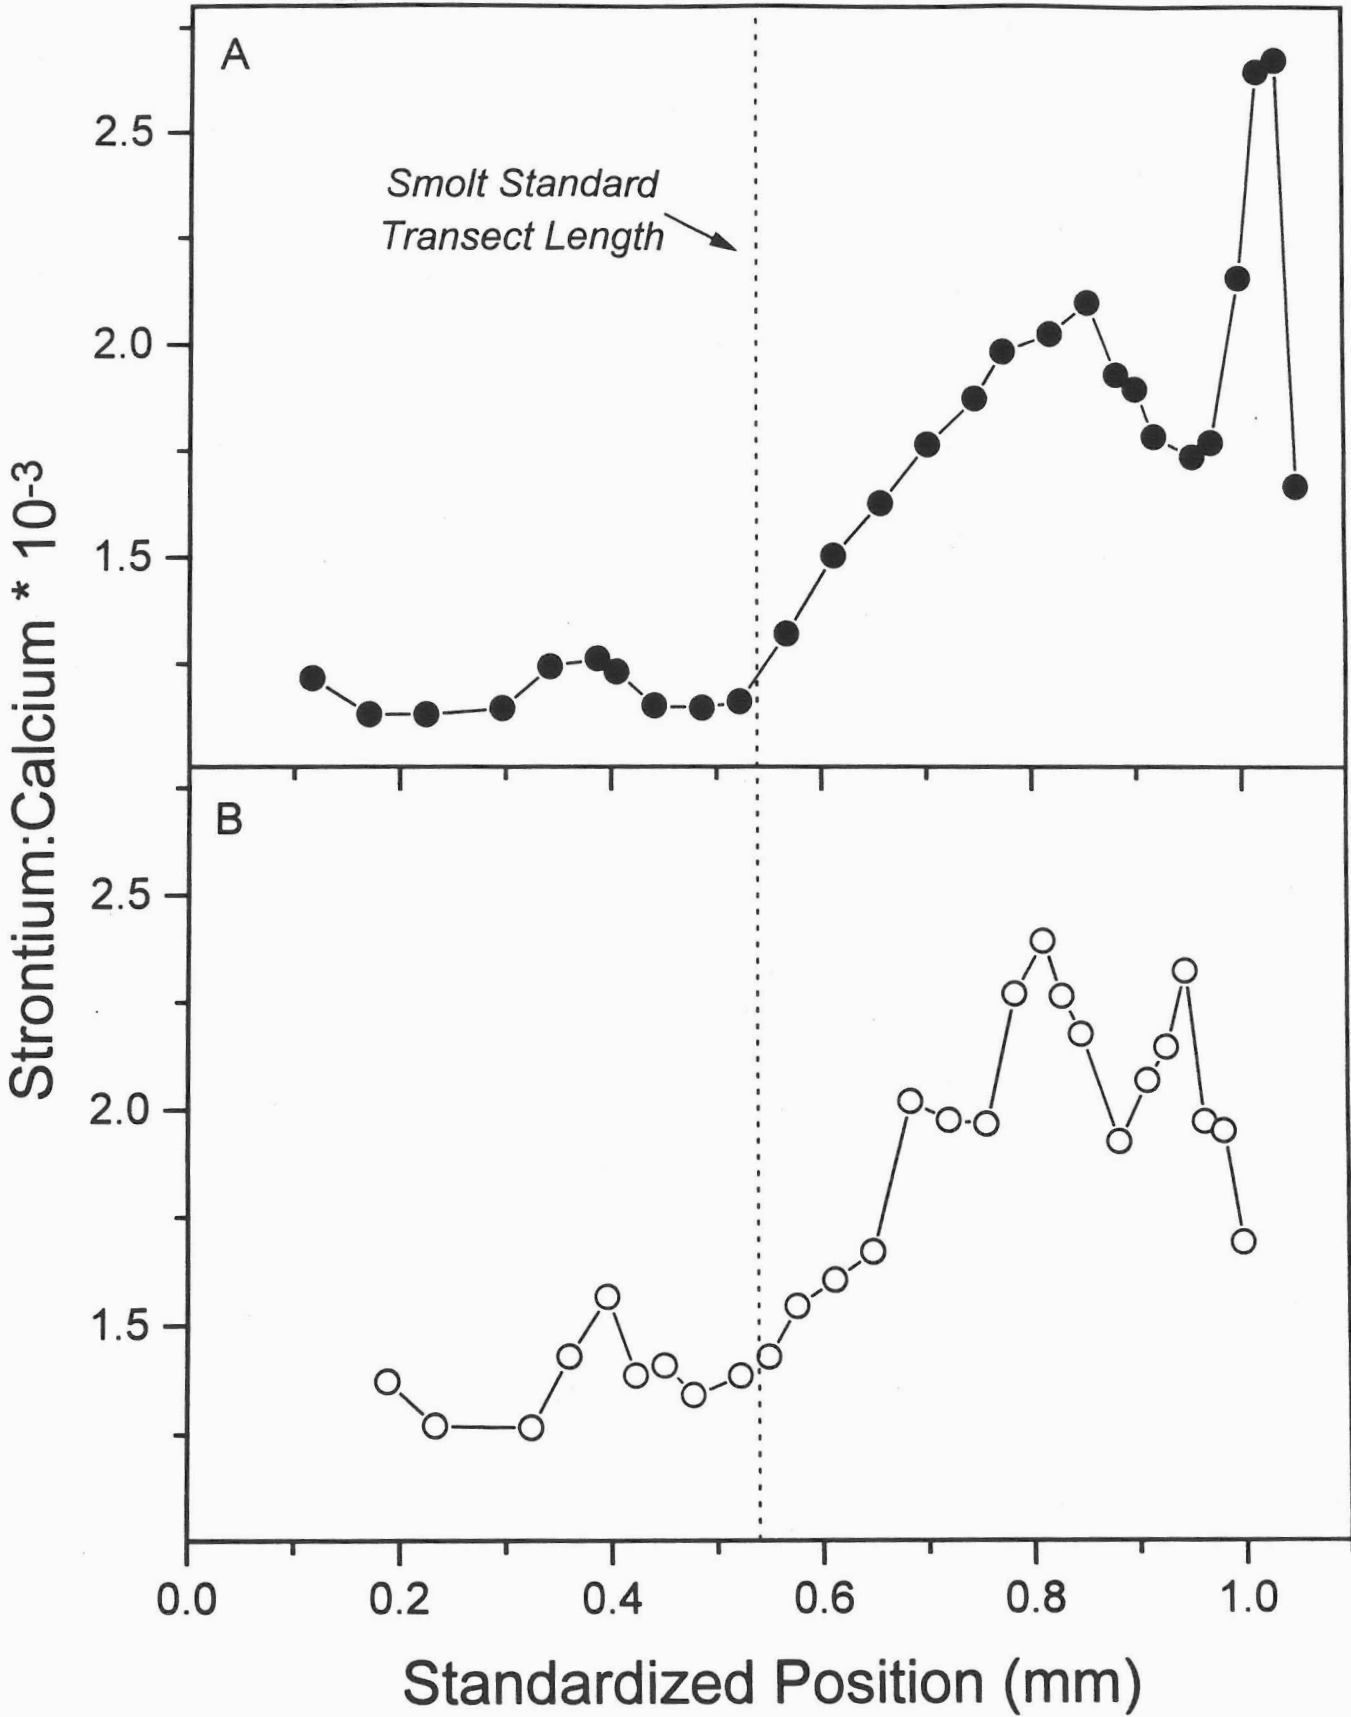 A
2.5
Smolt Standard
Transect Length
2.0
1.5
Strontium:Calcium * 10-3
B
2.5
2.0
1.5
0.0 0.2 0.4 0.6 0.8 1.0
Standardized Position (mm)